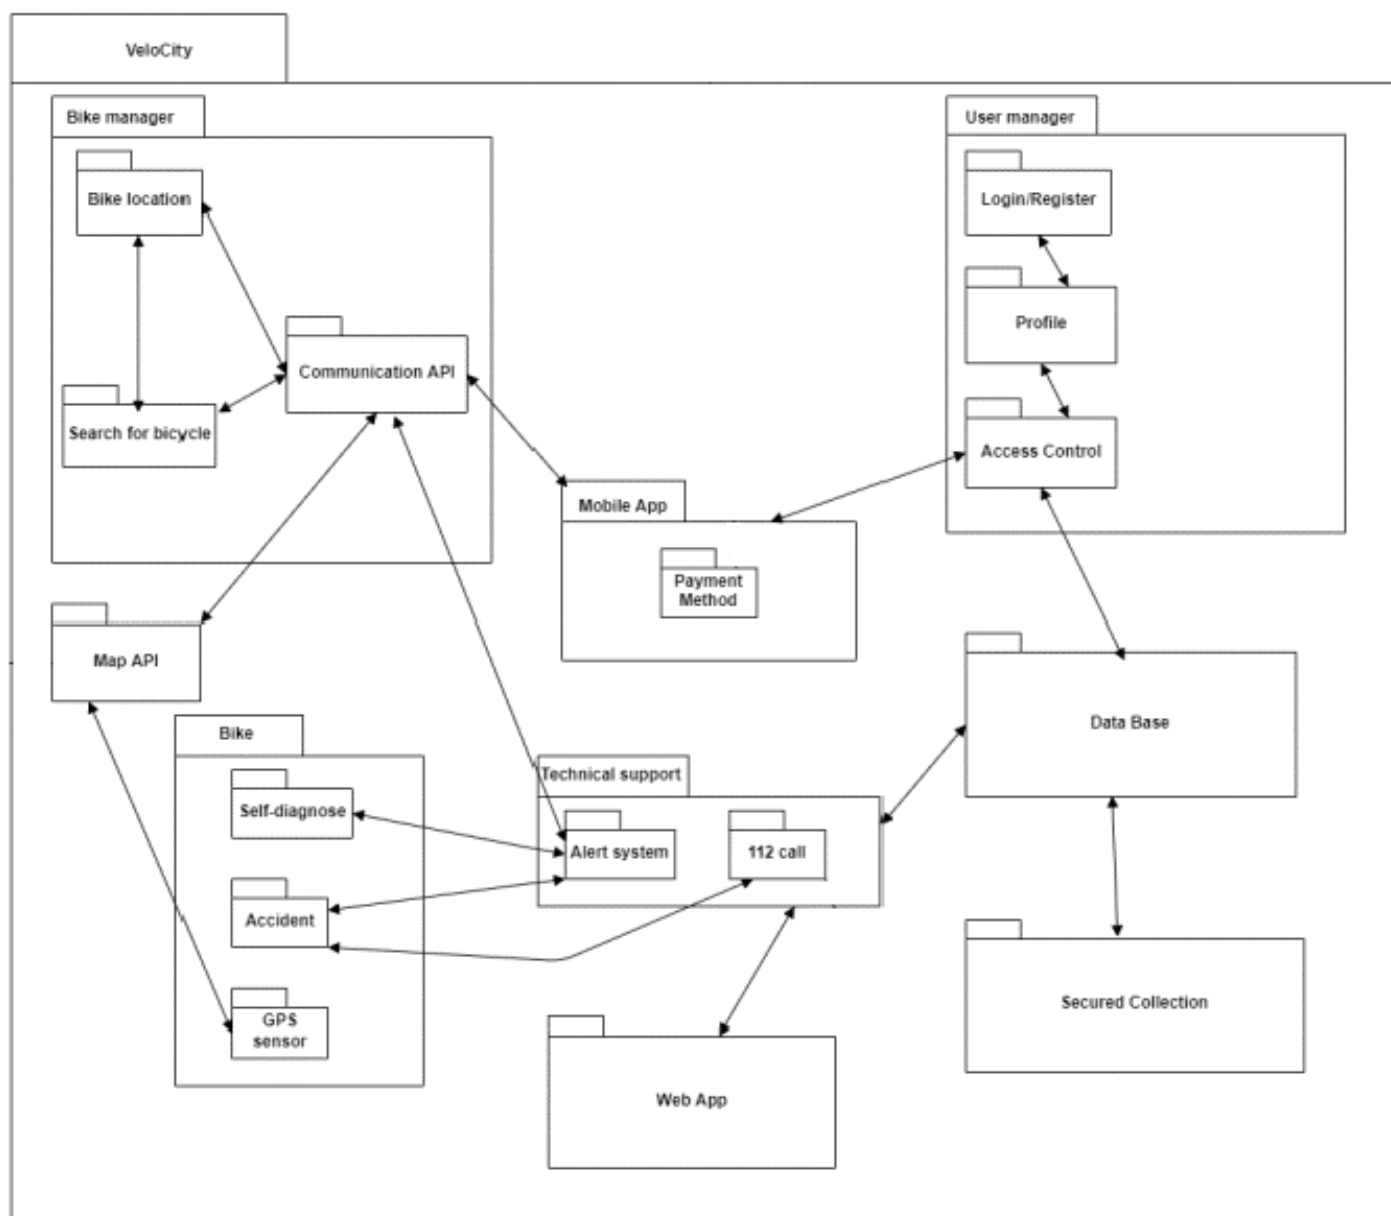 VeloCity
Bike manager
User manager
Bike location
Login/Register
Profile
Communication API
Search for bicycle
Access Control
Mobile App
Payment
Method
Map API
Data Base
Bike
Technical support
Self-diagnose
Alert system
112 call
Accident
GPS
sensor
Secured Collection
Web App